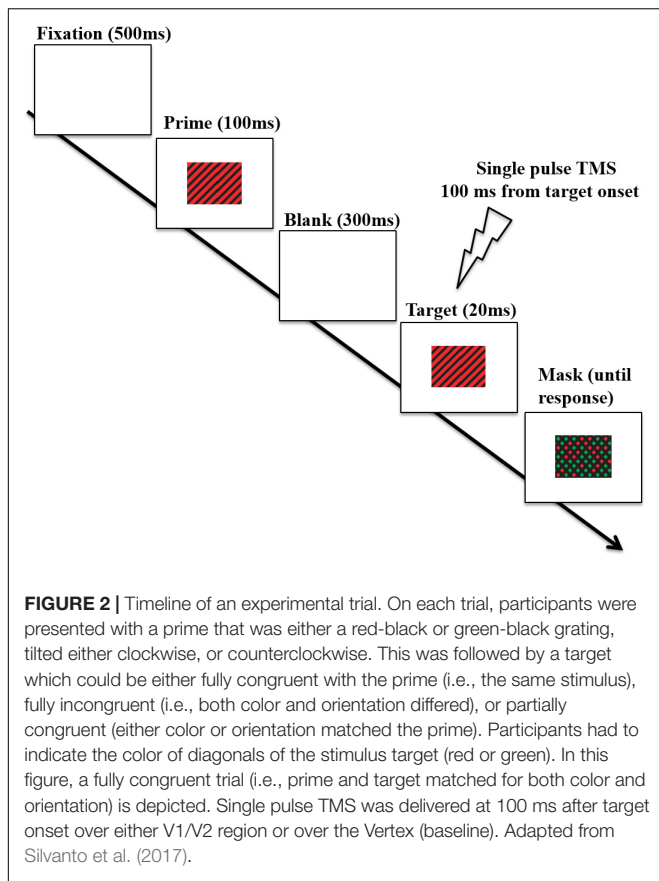 Fixation (500ms)
Prime (100ms)
Single pulse TMS
100 ms from target onset
Blank (300ms)
Target (20ms)
Mask (until
response)
FIGURE 2 | Timeline of an experimental trial. On each trial, participants were
presented with a prime that was either a red-black or green-black grating,
tilted either clockwise, or counterclockwise. This was followed by a target
which could be either fully congruent with the prime (i.e., the same stimulus),
fully incongruent (i.e., both color and orientation differed), or partially
congruent (either color or orientation matched the prime). Participants had to
indicate the color of diagonals of the stimulus target (red or green). In this
figure, a fully congruent trial (i.e., prime and target matched for both color and
orientation) is depicted. Single pulse TMS was delivered at 100 ms after target
onset over either V1/V2 region or over the Vertex (baseline). Adapted from
Silvanto et al. (2017).